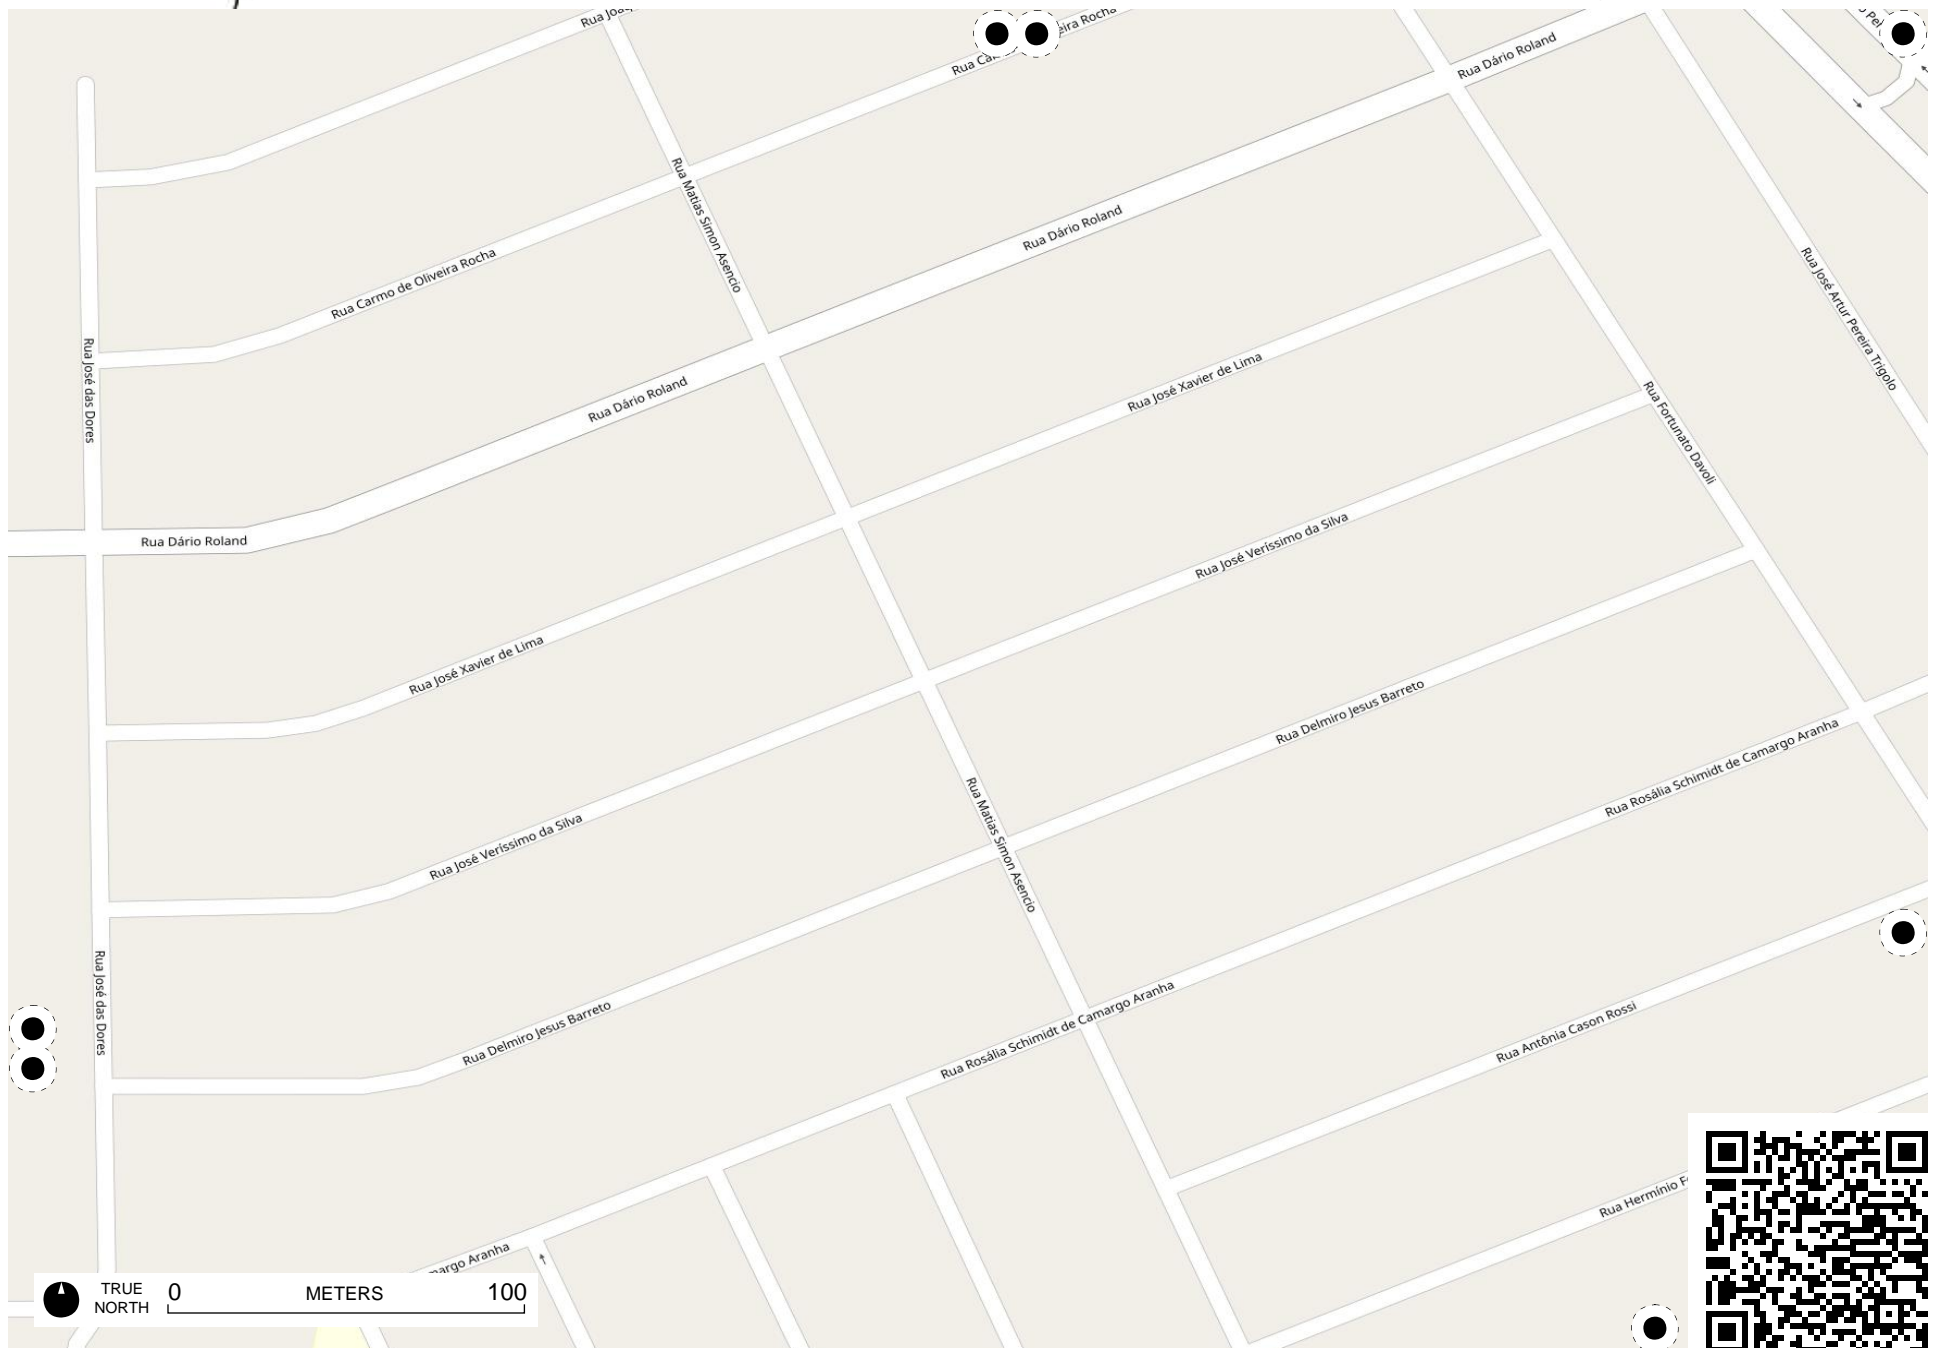 Rua Dário Roland
Rua Matias Simon Asencio
Rua Carmo de Oliveira Rocha
Rua Dário Roland
Rua José Artur Pereira Trigolo
Rua José das Dores
Rua Dário Roland
Rua José Xavier de Lima
Rua Fortunato Davoli
Rua Dário Roland
Rua José Veríssimo da Silva
Rua José Xavier de Lima
Rua Delmiro Jesus Barreto
Rua Rosália Schimidt de Camargo Aranha
Rua José Veríssimo da Silva
Rua Matias Simon Asencio
Rua José das Dores
Rua Delmiro Jesus Barreto
Rua Rosália Schimidt de Camargo Aranha
Rua Antônia Cason Rossi
Rua Hermínio
Aranha
TRUE
NORTH
0 METERS 100